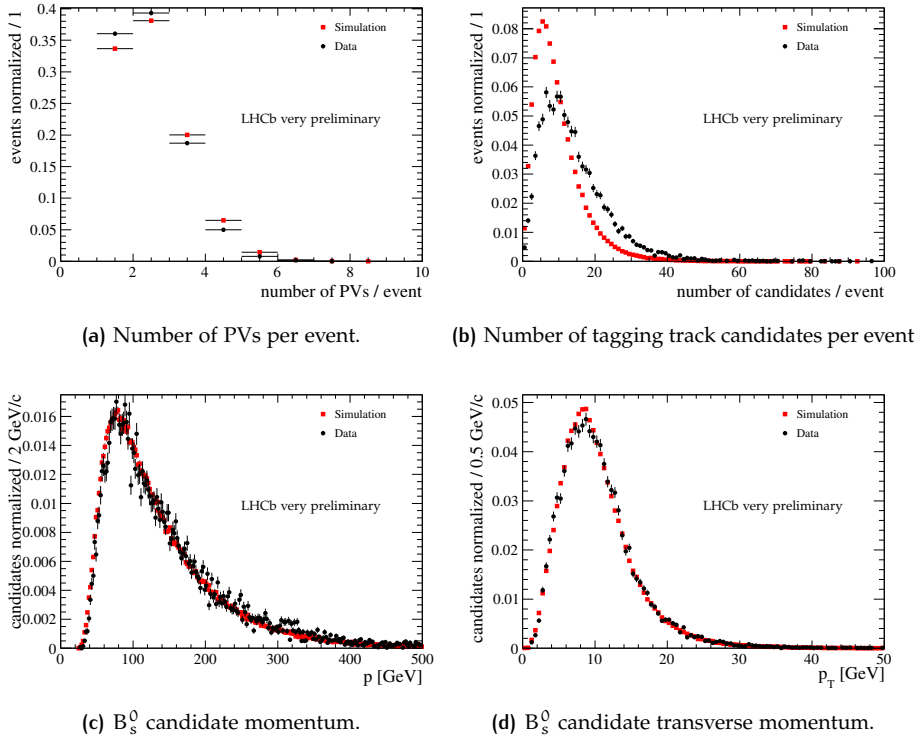 events normalized / 1
0.4
0.35
0.3
0.25
0.2
0.15
0.1
0.05
0
Simulation
Data
LHCb very preliminary
0 2 4 6 8 10
number of PVs / event
(a) Number of PVs per event.
events normalized / 1
0.08
0.07
0.06
0.05
0.04
0.03
0.02
0.01
0
Simulation
Data
LHCb very preliminary
0 20 40 60 80 100
number of candidates / event
(b) Number of tagging track candidates per event
candidates normalized / 2 GeV/c
0.016
0.014
0.012
0.01
0.008
0.006
0.004
0.002
0
Simulation
Data
LHCb very preliminary
0 100 200 300 400 500
p [GeV]
(c) B⁰ₛ candidate momentum.
candidates normalized / 0.5 GeV/c
0.05
0.04
0.03
0.02
0.01
0
Simulation
Data
LHCb very preliminary
0 10 20 30 40 50
p_T [GeV]
(d) B⁰ₛ candidate transverse momentum.